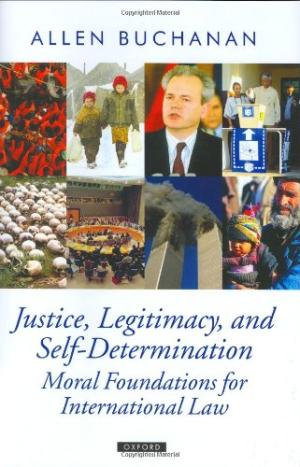 ALLEN BUCHANAN
Justice, Legitimacy, and
Self-Determination
Moral Foundations for
International Law
OXFORD